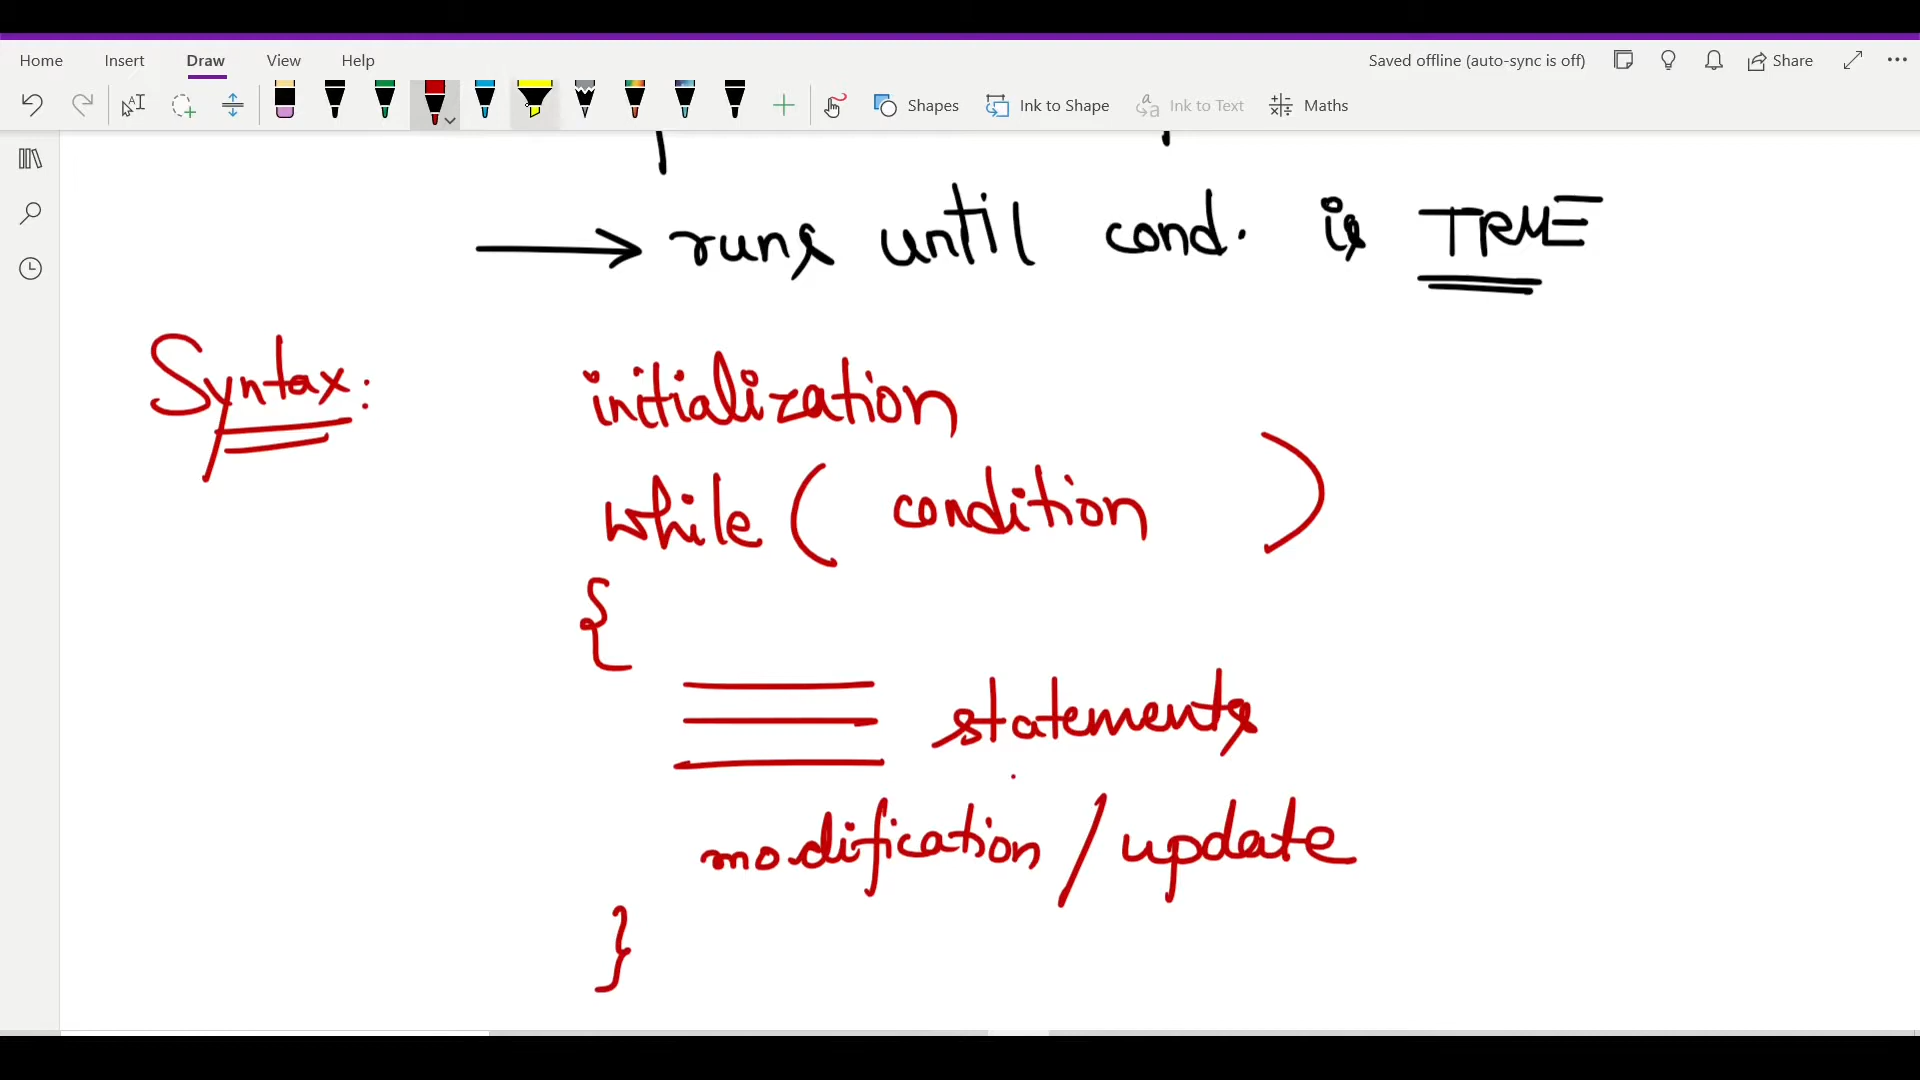 Home Insert Draw View Help Saved offline (auto-sync is off) Share
Shapes Ink to Shape Ink to Text Maths
→ runs until cond. is TRUE
Syntax: initialization
while ( condition )
{
statements
modification / update
}